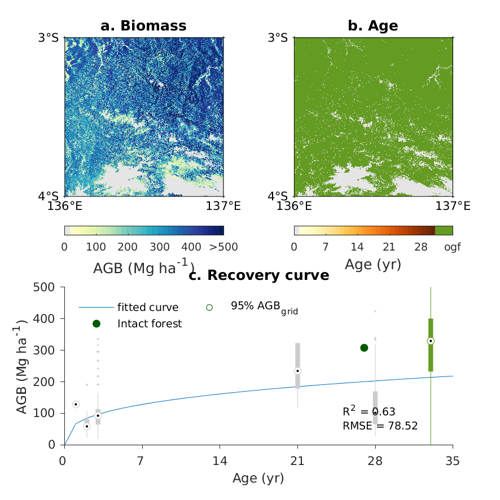 a. Biomass
b. Age
3°S
4°S
136°E
137°E
3°S
4°S
136°E
137°E
0 100 200 300 400 >500
AGB (Mg ha-1)
0 7 14 21 28 ogf
Age (yr)
c. Recovery curve
500
400
300
200
100
0
AGB (Mg ha-1)
fitted curve
95% AGBgrid
Intact forest
R2 = 0.63
RMSE = 78.52
0 7 14 21 28 35
Age (yr)